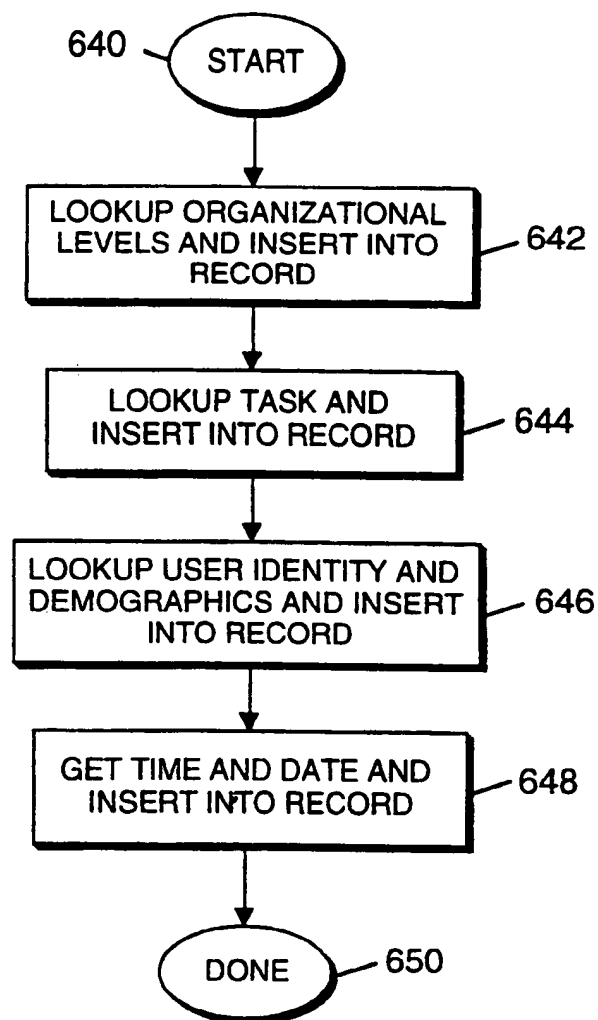 640
START
LOOKUP ORGANIZATIONAL
LEVELS AND INSERT INTO
RECORD
642
LOOKUP TASK AND
INSERT INTO RECORD
644
LOOKUP USER IDENTITY AND
DEMOGRAPHICS AND INSERT
INTO RECORD
646
GET TIME AND DATE AND
INSERT INTO RECORD
648
DONE
650